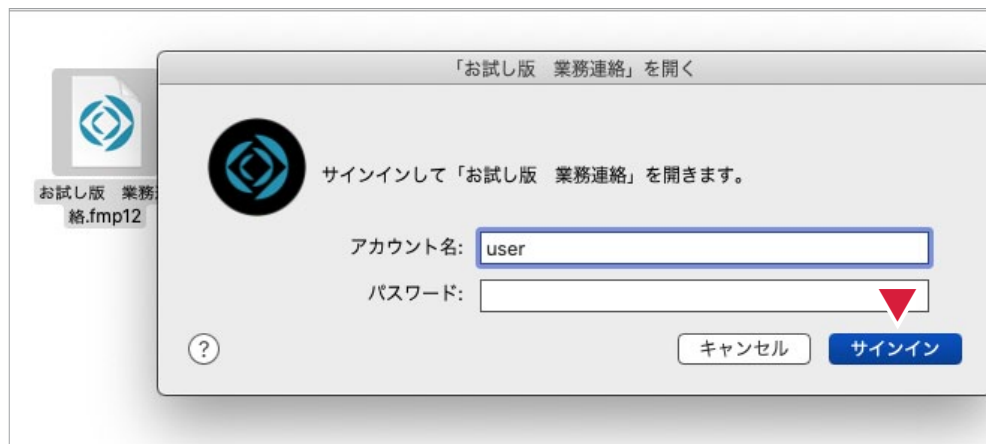 「お試し版　業務連絡」を開く
サインインして「お試し版　業務連絡」を開きます。
お試し版　業務
絡.fmp12
アカウント名: user
パスワード:
?
キャンセル
サインイン